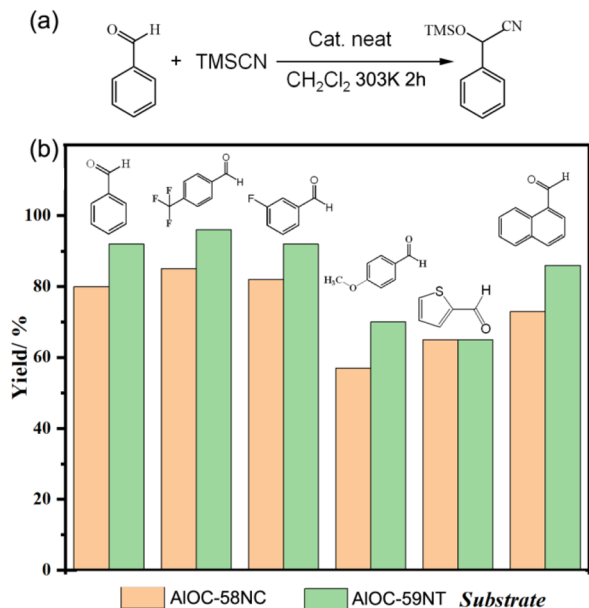 (a)
O
H
+ TMSCN
Cat. neat
CH₂Cl₂ 303K 2h
TMSO
CN
(b)
Yield/ %
100
80
60
40
20
0
O
H
F
F
F
O
H
F
O
H
H₃C
O
O
H
S
H
O
O
H
AlOC-58NC
AlOC-59NT
Substrate